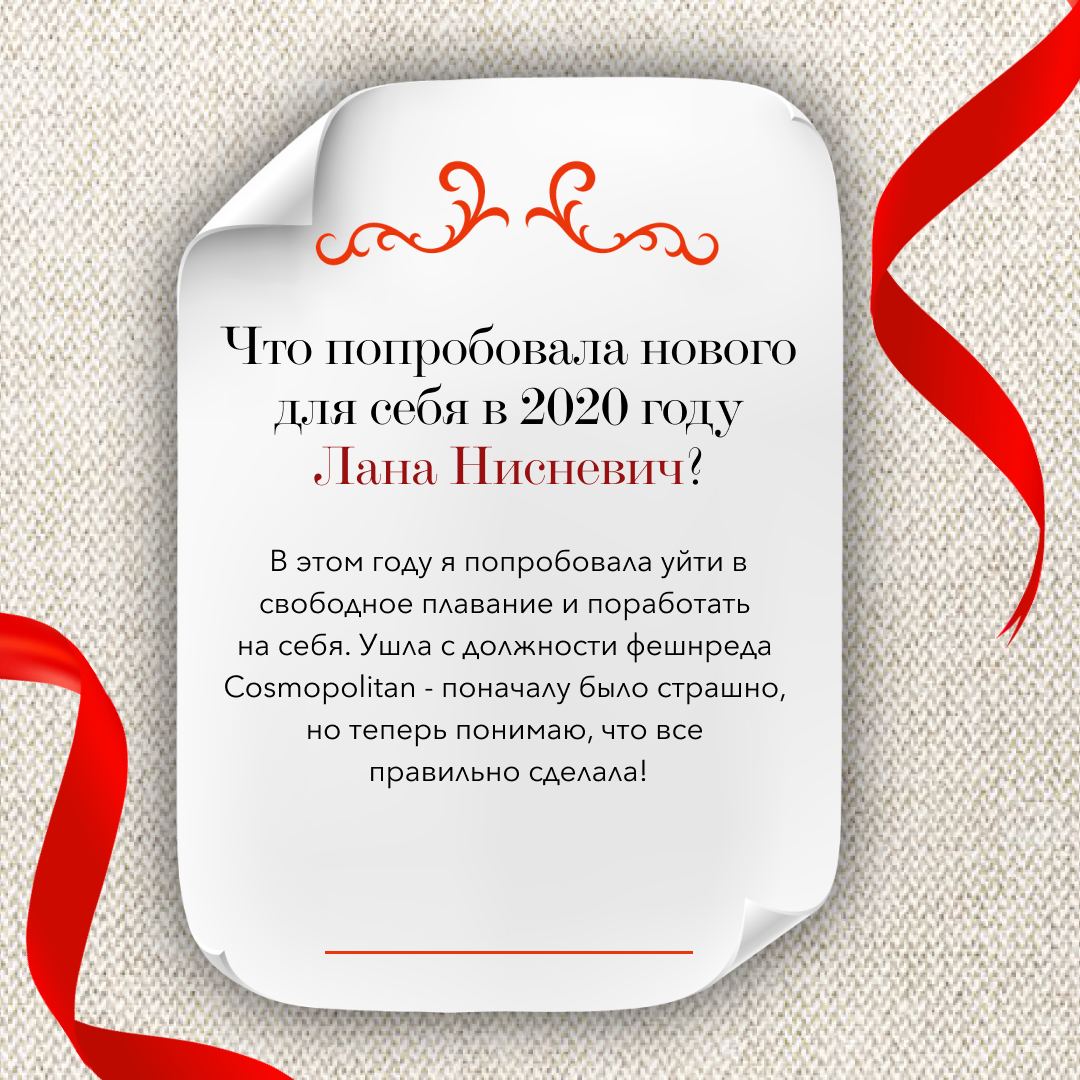 Что попробовала нового
для себя в 2020 году
Лана Нисневич?
В этом году я попробовала уйти в
свободное плавание и поработать
на себя. Ушла с должности фешнреда
Cosmopolitan - поначалу было страшно,
но теперь понимаю, что все
правильно сделала!